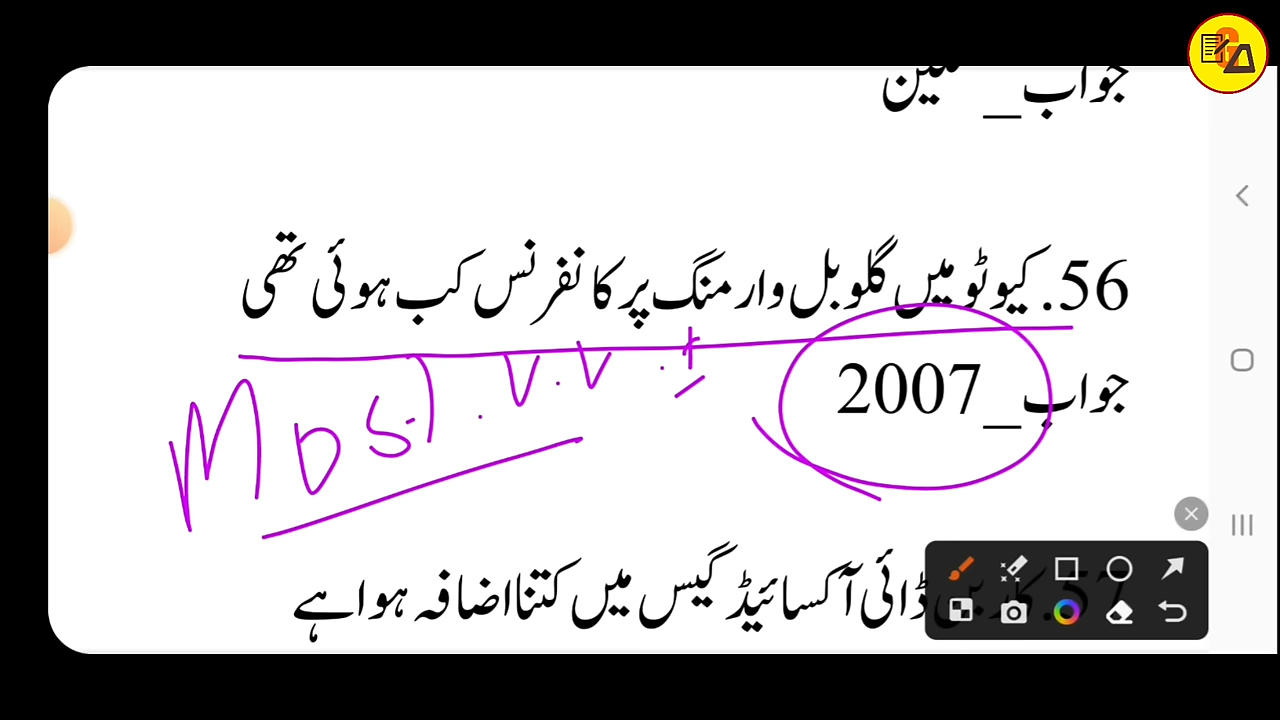 جواب_
56. کیوٹو میں گلوبل وارمنگ پر کانفرنس کب ہوئی تھی
جواب_2007
Most. V.V.
ڈائی آکسائیڈ گیس میں کتنا اضافہ ہوا ہے